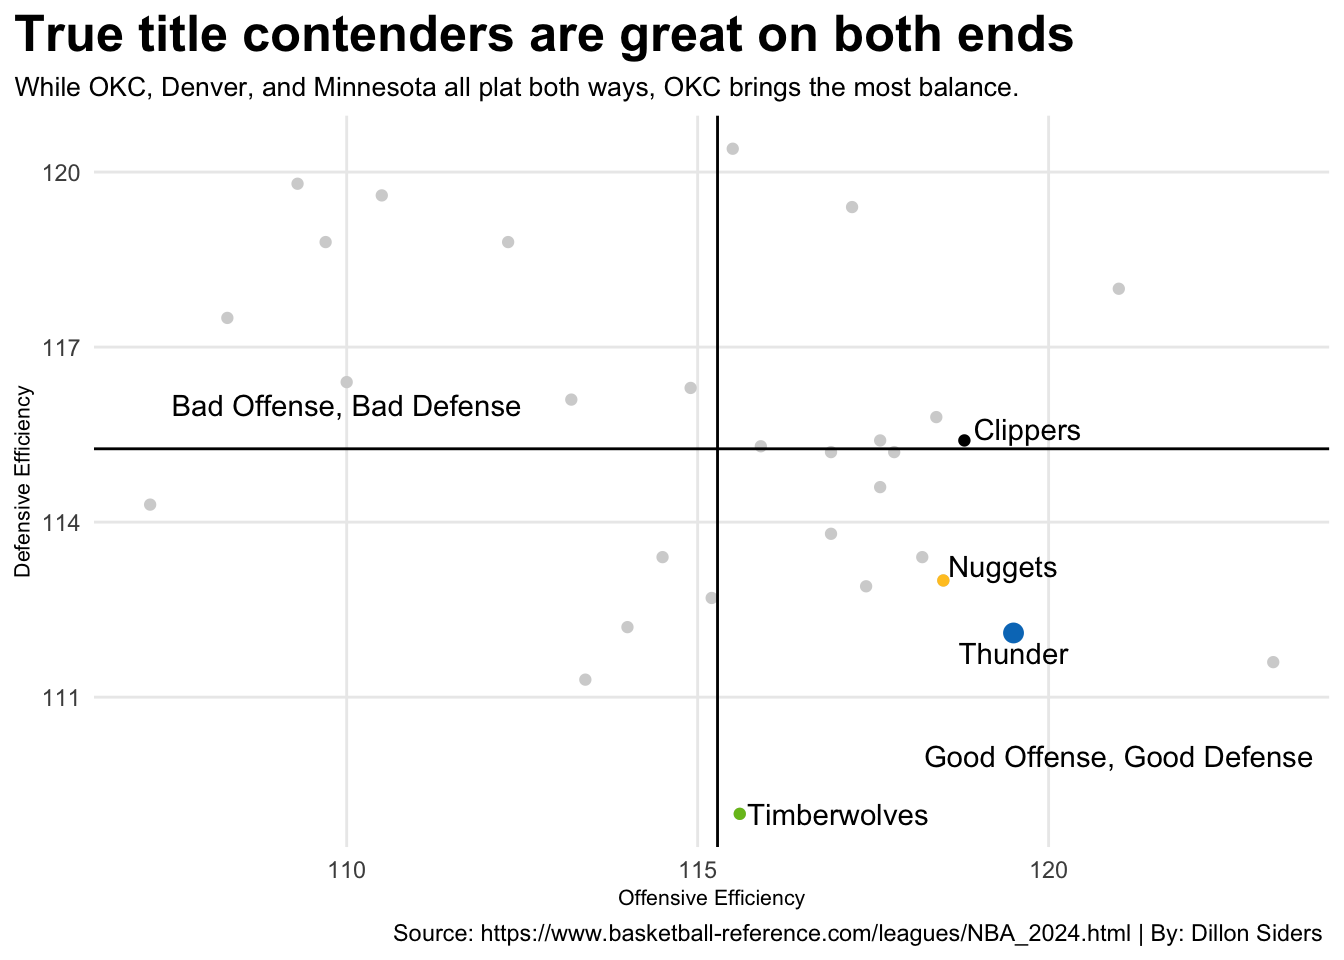 True title contenders are great on both ends
While OKC, Denver, and Minnesota all plat both ways, OKC brings the most balance.
120
117
Bad Offense, Bad Defense
Clippers
Defensive Efficiency
114
Nuggets
Thunder
111
Good Offense, Good Defense
Timberwolves
110
115
120
Offensive Efficiency
Source: https://www.basketball-reference.com/leagues/NBA_2024.html | By: Dillon Siders